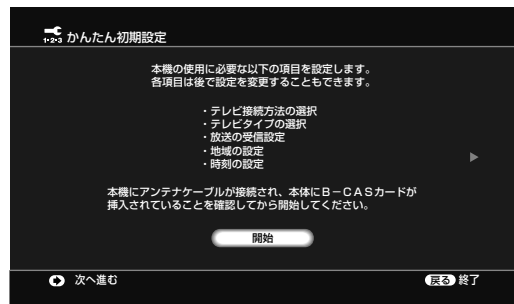 1・2・3 かんたん初期設定
本機の使用に必要な以下の項目を設定します。
各項目は後で設定を変更することもできます。
・テレビ接続方法の選択
・テレビタイプの選択
・放送の受信設定
・地域の設定
・時刻の設定
本機にアンテナケーブルが接続され、本体にB－CASカードが
挿入されていることを確認してから開始してください。
開始
次へ進む 戻る 終了